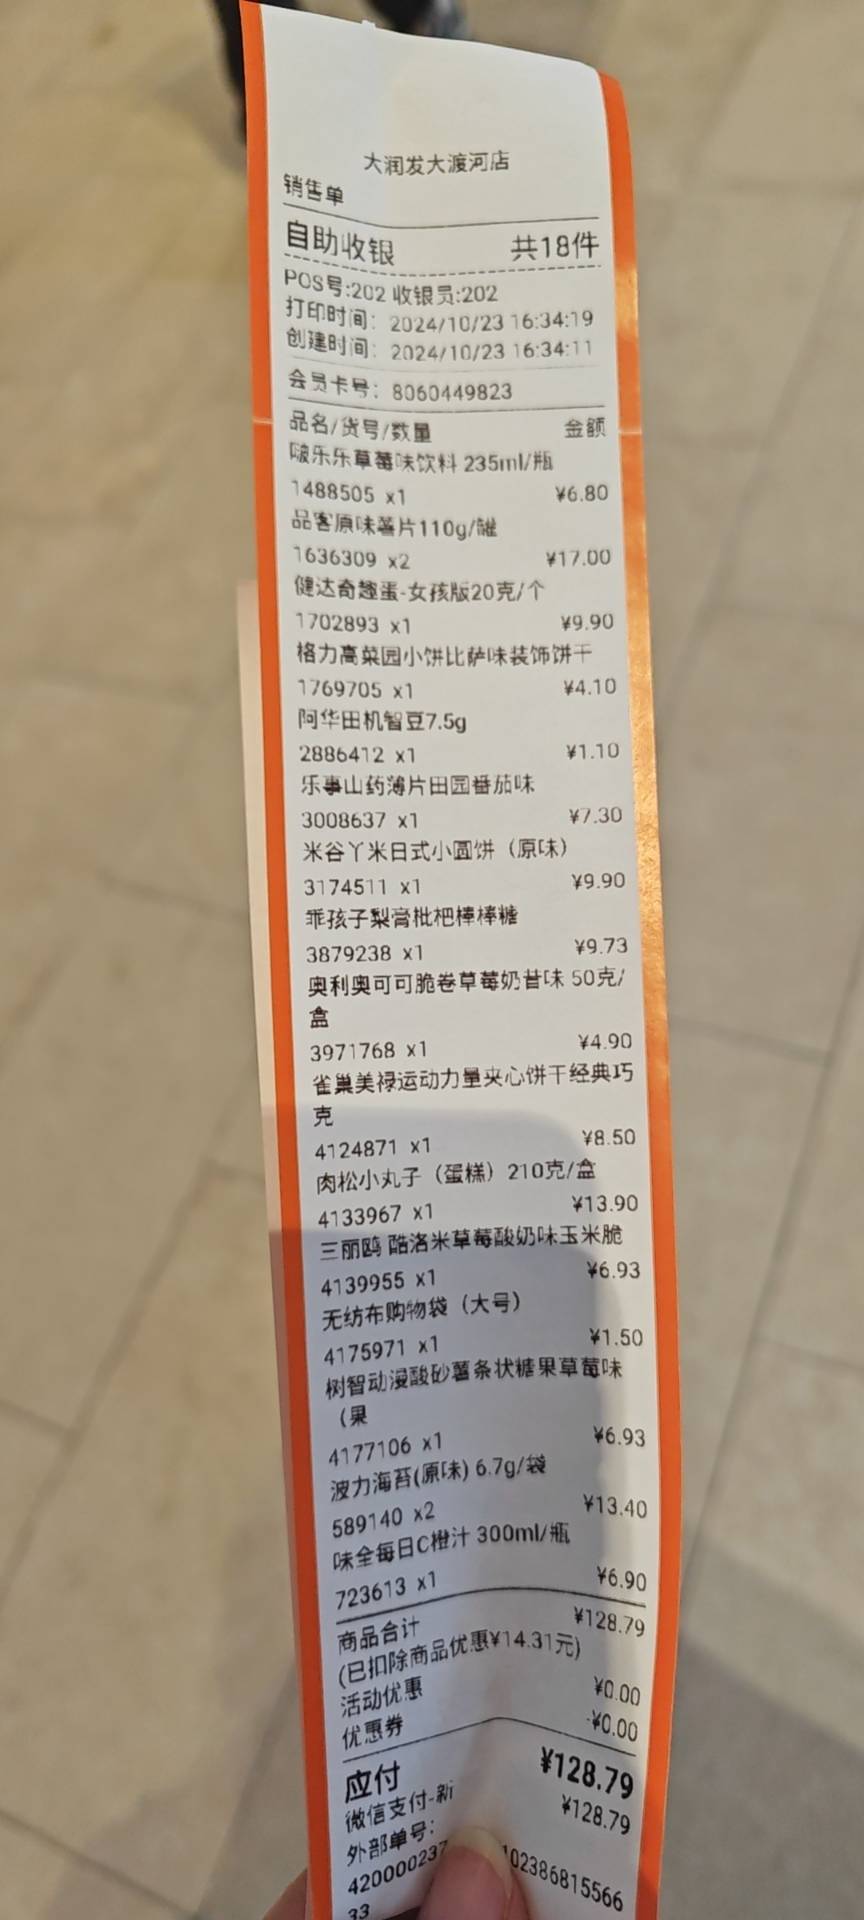 大润发大渡河店
销售单
自助收银 共18件
POS号:202 收银员:202
打印时间: 2024/10/23 16:34:19
创建时间: 2024/10/23 16:34:11
会员卡号: 8060449823
品名/货号/数量 金额
啵乐乐草莓味饮料 235ml/瓶
1488505 x1 ¥6.80
品客原味薯片110g/罐
1636309 x2 ¥17.00
健达奇趣蛋-女孩版20克/个
1702893 x1 ¥9.90
格力高菜园小饼比萨味装饰饼干
1769705 x1 ¥4.10
阿华田机智豆7.5g
2886412 x1 ¥1.10
乐事山药薄片田园番茄味
3008637 x1 ¥7.30
米谷丫米日式小圆饼（原味）
3174511 x1 ¥9.90
乖孩子梨膏枇杷棒棒糖
3879238 x1 ¥9.73
奥利奥可可脆卷草莓奶昔味 50克/
盒
3971768 x1 ¥4.90
雀巢美禄运动力量夹心饼干经典巧
克
4124871 x1 ¥8.50
肉松小丸子（蛋糕）210克/盒
4133967 x1 ¥13.90
三丽鸥 酷洛米草莓酸奶味玉米脆
4139955 x1 ¥6.93
无纺布购物袋（大号）
4175971 x1 ¥1.50
树智动漫酸砂薯条状糖果草莓味
（果
4177106 x1 ¥6.93
波力海苔(原味) 6.7g/袋
589140 x2 ¥13.40
味全每日C橙汁 300ml/瓶
723613 x1 ¥6.90
商品合计 ¥128.79
(已扣除商品优惠¥14.31元)
活动优惠 ¥0.00
优惠券 -¥0.00
应付 ¥128.79
微信支付-新 ¥128.79
外部单号:
420000237 102386815566
33